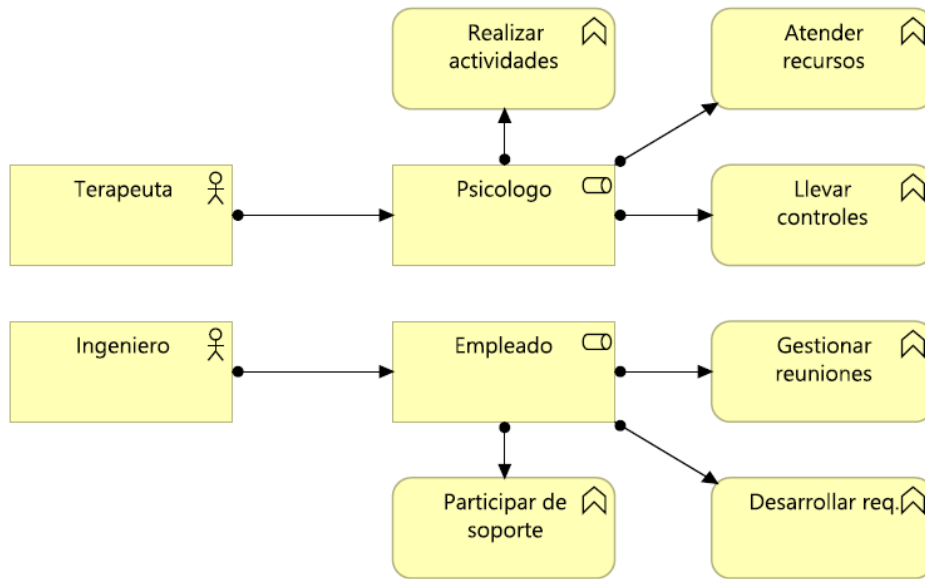 Realizar
actividades
Atender
recursos
Terapeuta
Psicologo
Llevar
controles
Ingeniero
Empleado
Gestionar
reuniones
Participar de
soporte
Desarrollar req.